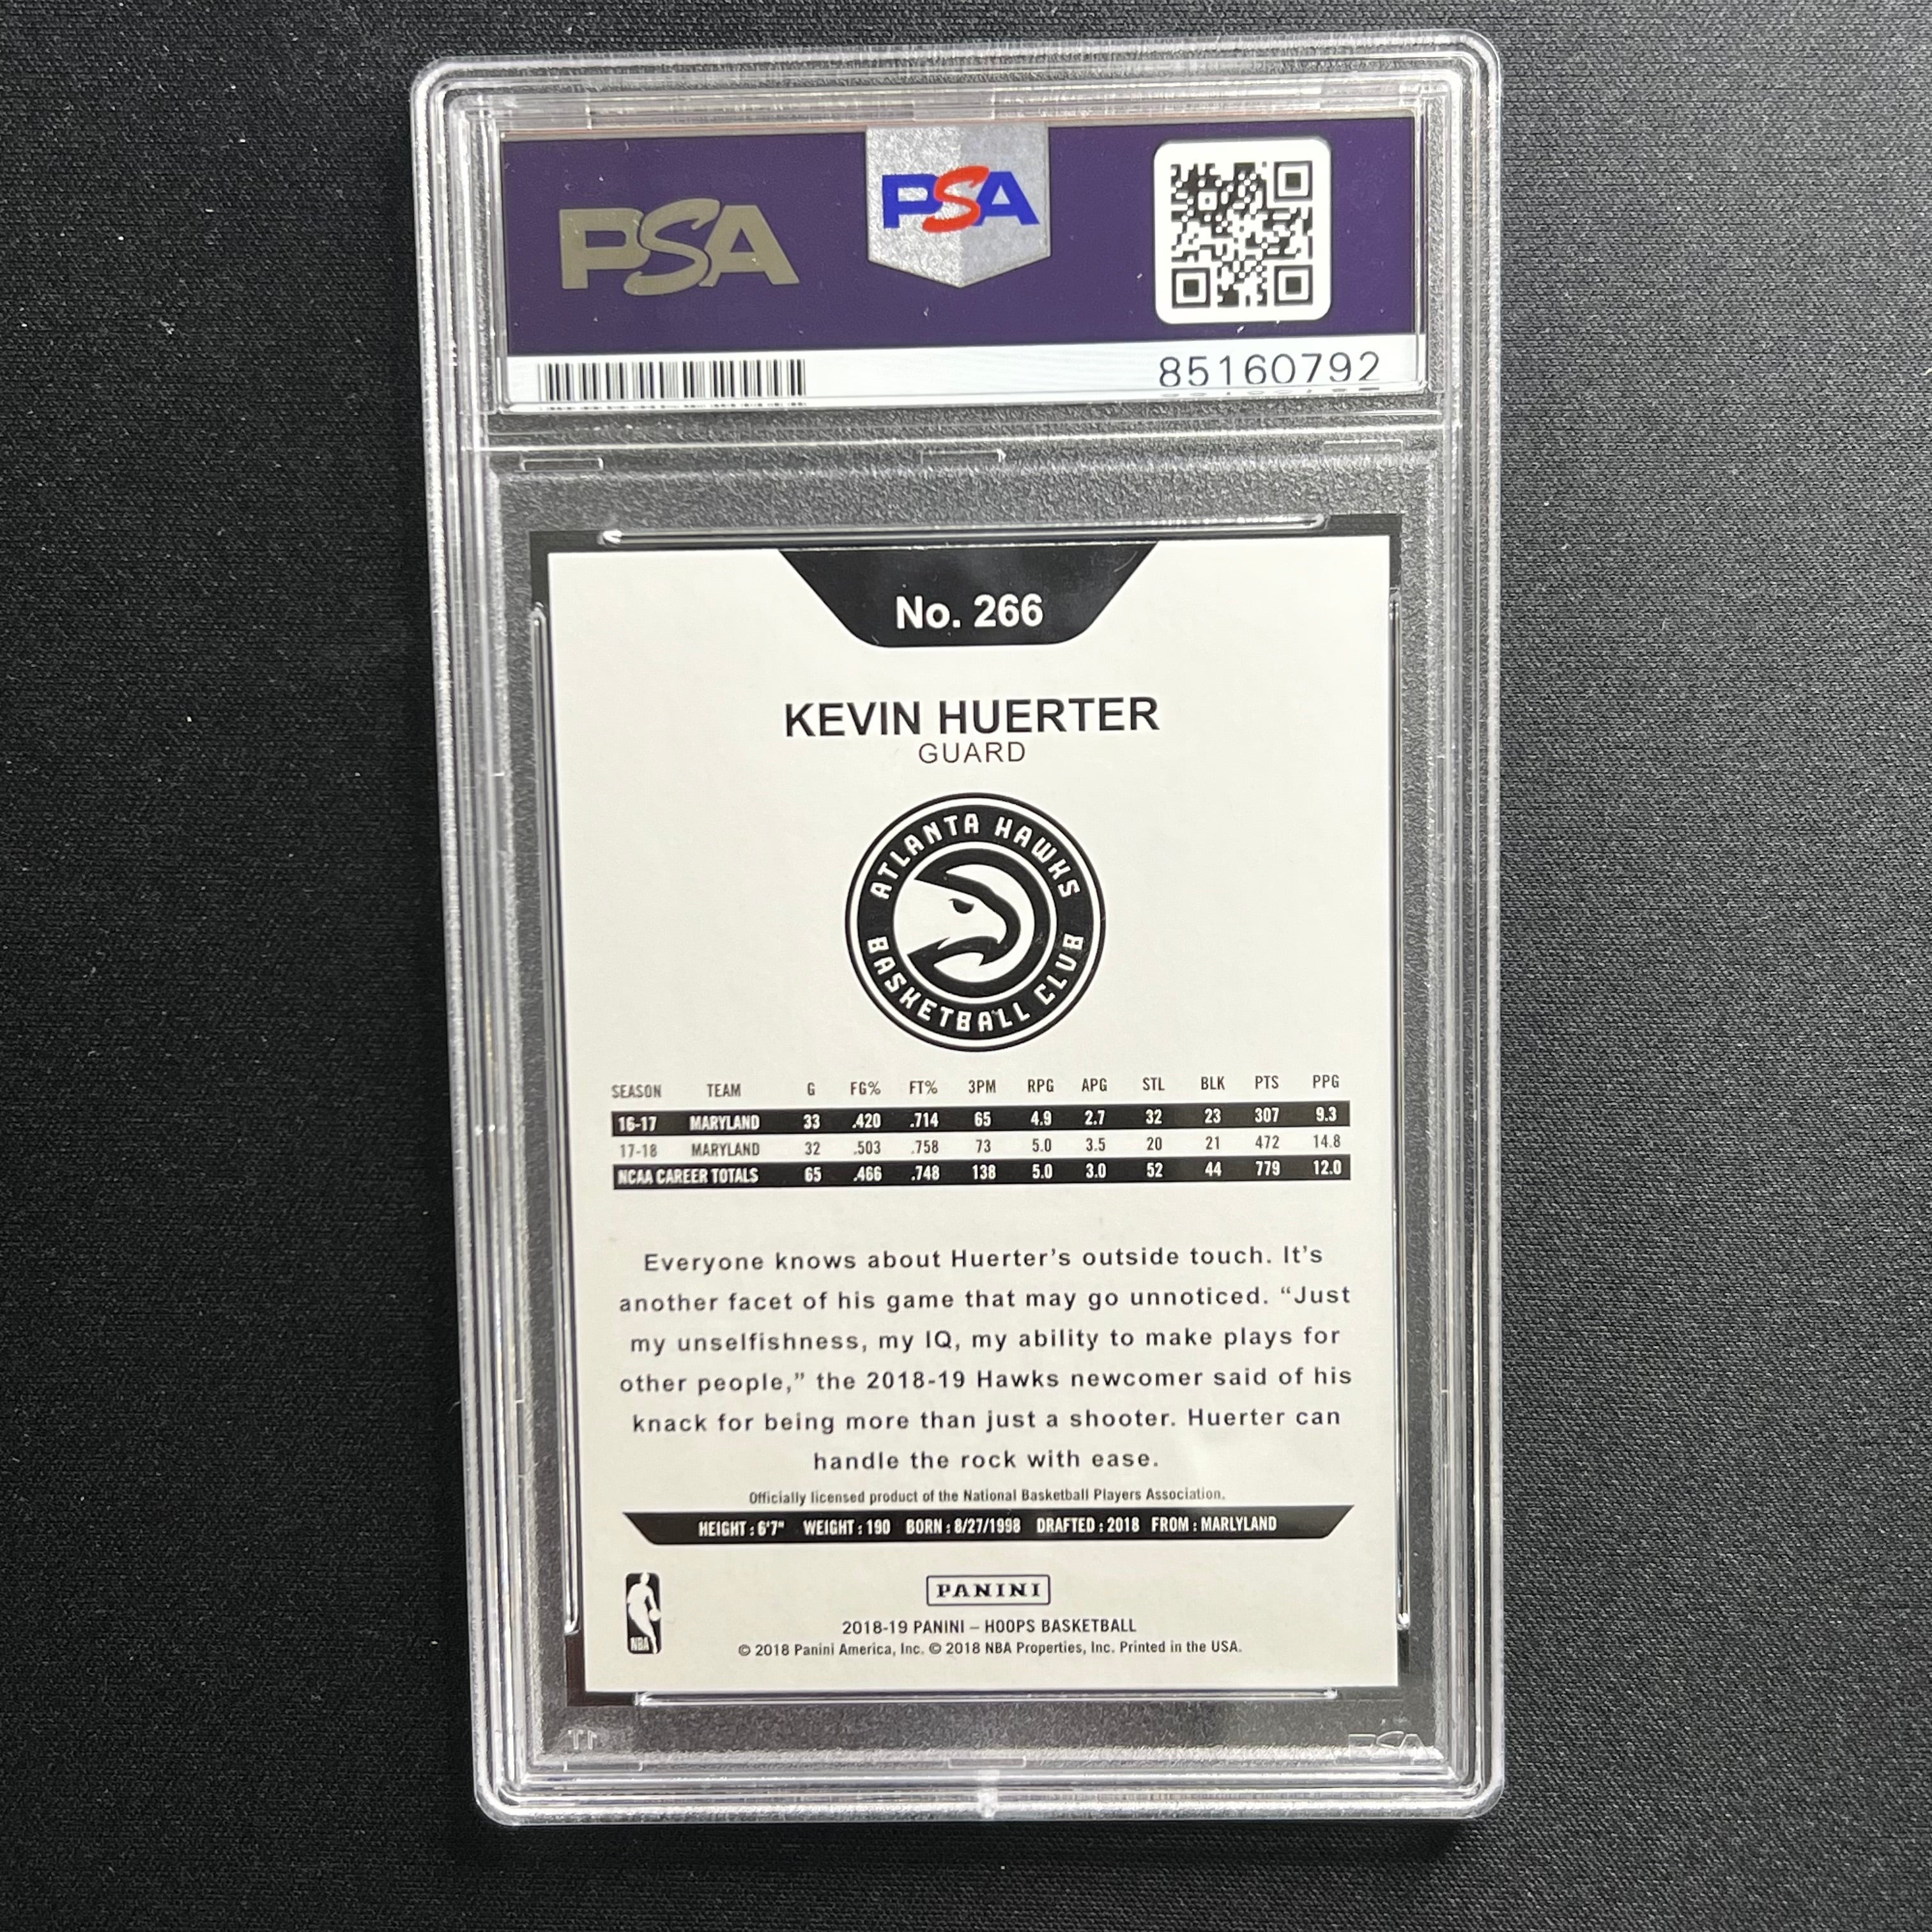 PSA
PSA
85160792
No. 266
KEVIN HUERTER
GUARD
ATLANTA HAWKS
BASKETBALL CLUB
SEASON TEAM G FG% FT% 3PM RPG APG STL BLK PTS PPG
16-17 MARYLAND 33 .420 .714 65 4.9 2.7 32 23 307 9.3
17-18 MARYLAND 32 .503 .758 73 5.0 3.5 20 21 472 14.8
NCAA CAREER TOTALS 65 .466 .748 138 5.0 3.0 52 44 779 12.0
Everyone knows about Huerter's outside touch. It's
another facet of his game that may go unnoticed. “Just
my unselfishness, my IQ, my ability to make plays for
other people,” the 2018-19 Hawks newcomer said of his
knack for being more than just a shooter. Huerter can
handle the rock with ease.
Officially licensed product of the National Basketball Players Association.
HEIGHT : 6'7" WEIGHT : 190 BORN : 8/27/1998 DRAFTED : 2018 FROM : MARLYLAND
NBA
PANINI
2018-19 PANINI – HOOPS BASKETBALL
© 2018 Panini America, Inc. © 2018 NBA Properties, Inc. Printed in the USA.
PSA